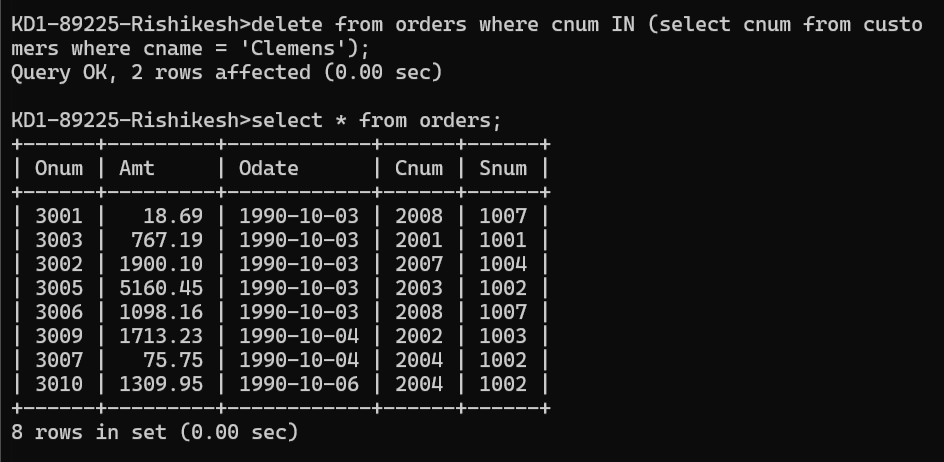 KD1-89225-Rishikesh>delete from orders where cnum IN (select cnum from custo
mers where cname = 'Clemens');
Query OK, 2 rows affected (0.00 sec)

KD1-89225-Rishikesh>select * from orders;
+------+---------+------------+------+------+
| Onum | Amt     | Odate      | Cnum | Snum |
+------+---------+------------+------+------+
| 3001 |   18.69 | 1990-10-03 | 2008 | 1007 |
| 3003 |  767.19 | 1990-10-03 | 2001 | 1001 |
| 3002 | 1900.10 | 1990-10-03 | 2007 | 1004 |
| 3005 | 5160.45 | 1990-10-03 | 2003 | 1002 |
| 3006 | 1098.16 | 1990-10-03 | 2008 | 1007 |
| 3009 | 1713.23 | 1990-10-04 | 2002 | 1003 |
| 3007 |   75.75 | 1990-10-04 | 2004 | 1002 |
| 3010 | 1309.95 | 1990-10-06 | 2004 | 1002 |
+------+---------+------------+------+------+
8 rows in set (0.00 sec)